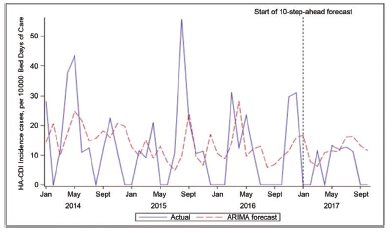 Start of 10-step-ahead forecast
HA-CDI Incidence cases, per 10000 Bed Days of Care
50
40
30
20
10
0
Jan May Sept Jan May Sept Jan May Sept Jan May Sept
2014 2015 2016 2017
Actual ARIMA forecast